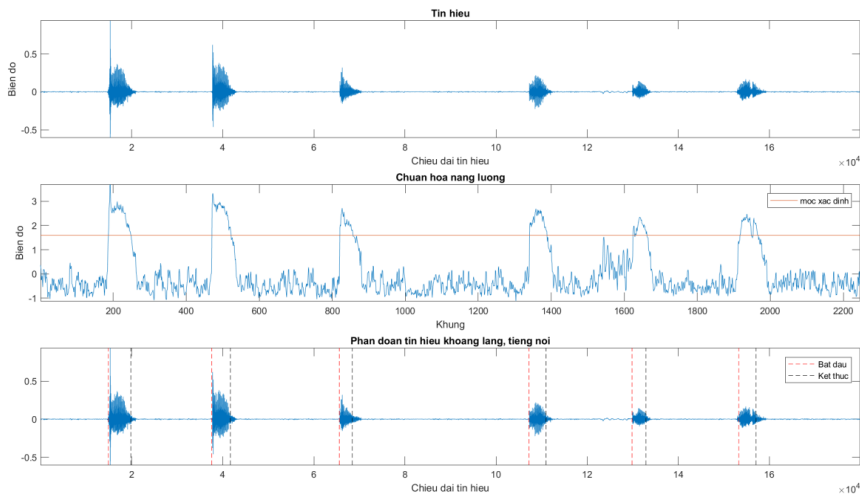 Tin hieu
Bien do
0.5
0
-0.5
2 4 6 8 10 12 14 16
×10⁴
Chieu dai tin hieu
Chuan hoa nang luong
Bien do
3
2
1
0
-1
moc xac dinh
200 400 600 800 1000 1200 1400 1600 1800 2000 2200
Khung
Phan doan tin hieu khoang lang, tieng noi
0.5
0
-0.5
Bat dau
Ket thuc
2 4 6 8 10 12 14 16
×10⁴
Chieu dai tin hieu